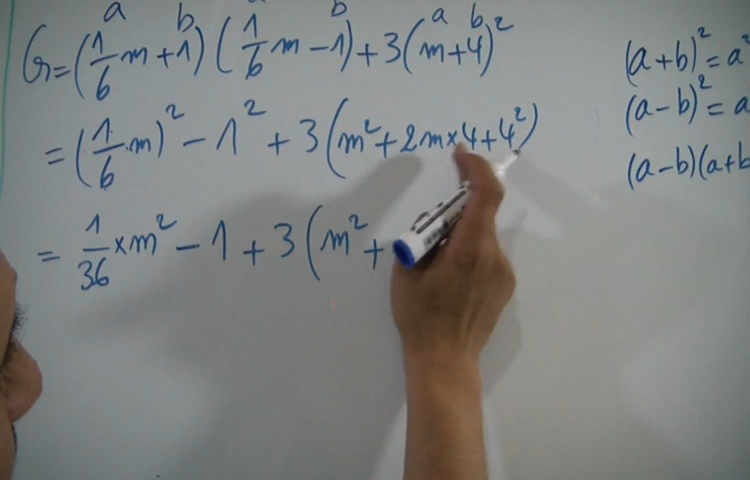 a b b a b
G = (1/6 m + 1) (1/6 m - 1) + 3 (m + 4)²
= (1/6 . m)² - 1² + 3 (m² + 2m × 4 + 4²)
= 1/36 × m² - 1 + 3 (m² +
(a + b)² = a²
(a - b)² = a
(a - b)(a + b